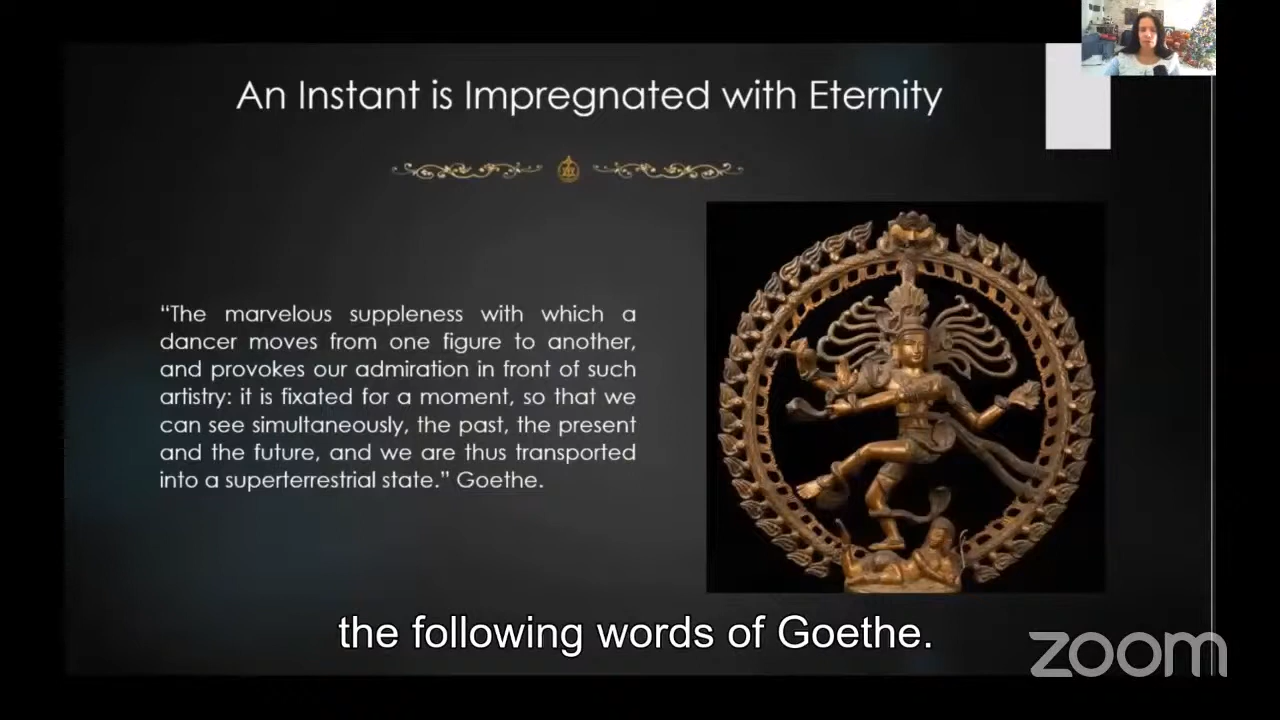 An Instant is Impregnated with Eternity
“The marvelous suppleness with which a
dancer moves from one figure to another,
and provokes our admiration in front of such
artistry: it is fixated for a moment, so that we
can see simultaneously, the past, the present
and the future, and we are thus transported
into a superterrestrial state.” Goethe.
the following words of Goethe.
zoom